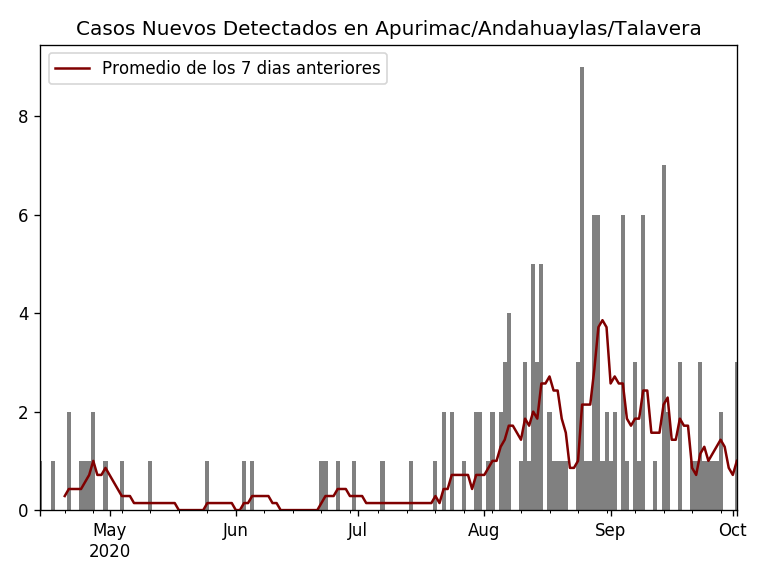 Casos Nuevos Detectados en Apurimac/Andahuaylas/Talavera
Promedio de los 7 dias anteriores
8
6
4
2
0
May Jun Jul Aug Sep Oct
2020